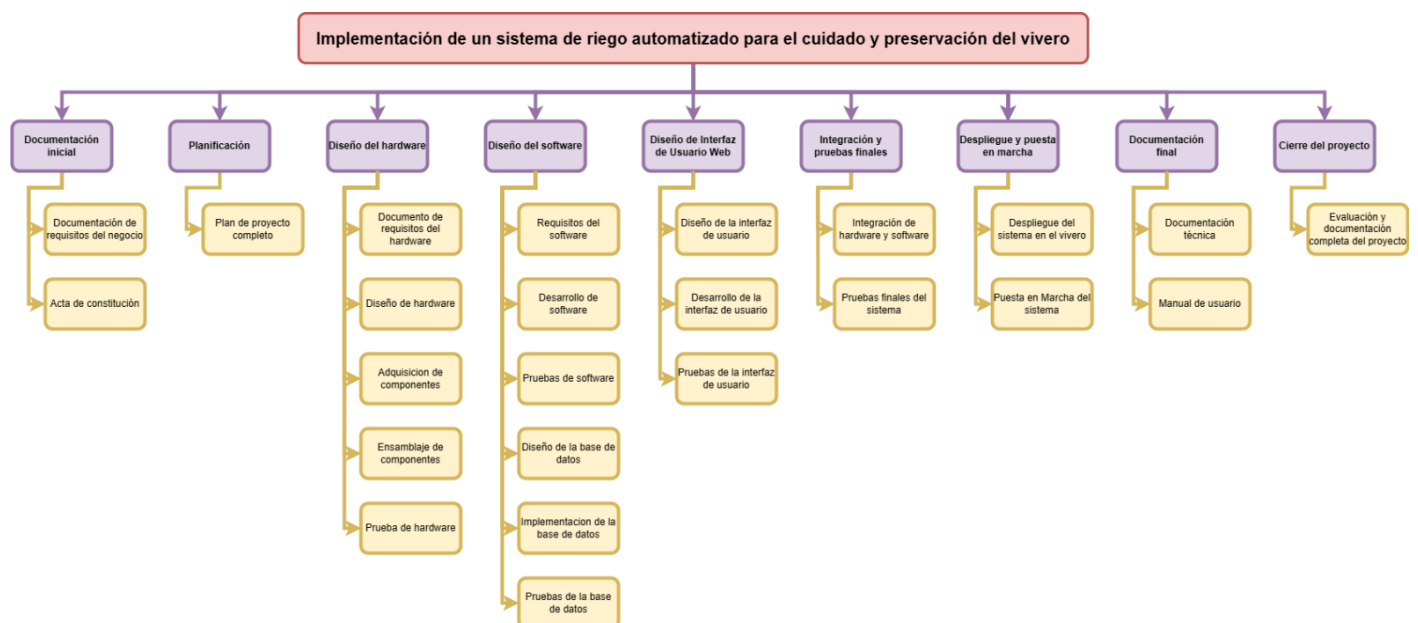 Implementación de un sistema de riego automatizado para el cuidado y preservación del vivero
Documentación
inicial
Planificación
Diseño del hardware
Diseño del software
Diseño de Interfaz
de Usuario Web
Integración y
pruebas finales
Despliegue y puesta
en marcha
Documentación
final
Cierre del proyecto
Documentación de
requisitos del negocio
Acta de constitución
Plan de proyecto
completo
Documento de
requisitos del
hardware
Diseño de hardware
Adquisicion de
componentes
Ensamblaje de
componentes
Prueba de hardware
Requisitos del
software
Desarrollo de
software
Pruebas de software
Diseño de la base de
datos
Implementacion de la
base de datos
Pruebas de la base
de datos
Diseño de la interfaz
de usuario
Desarrollo de la
interfaz de usuario
Pruebas de la interfaz
de usuario
Integración de
hardware y software
Pruebas finales del
sistema
Despliegue del
sistema en el vivero
Puesta en Marcha del
sistema
Documentación
técnica
Manual de usuario
Evaluación y
documentación
completa del proyecto